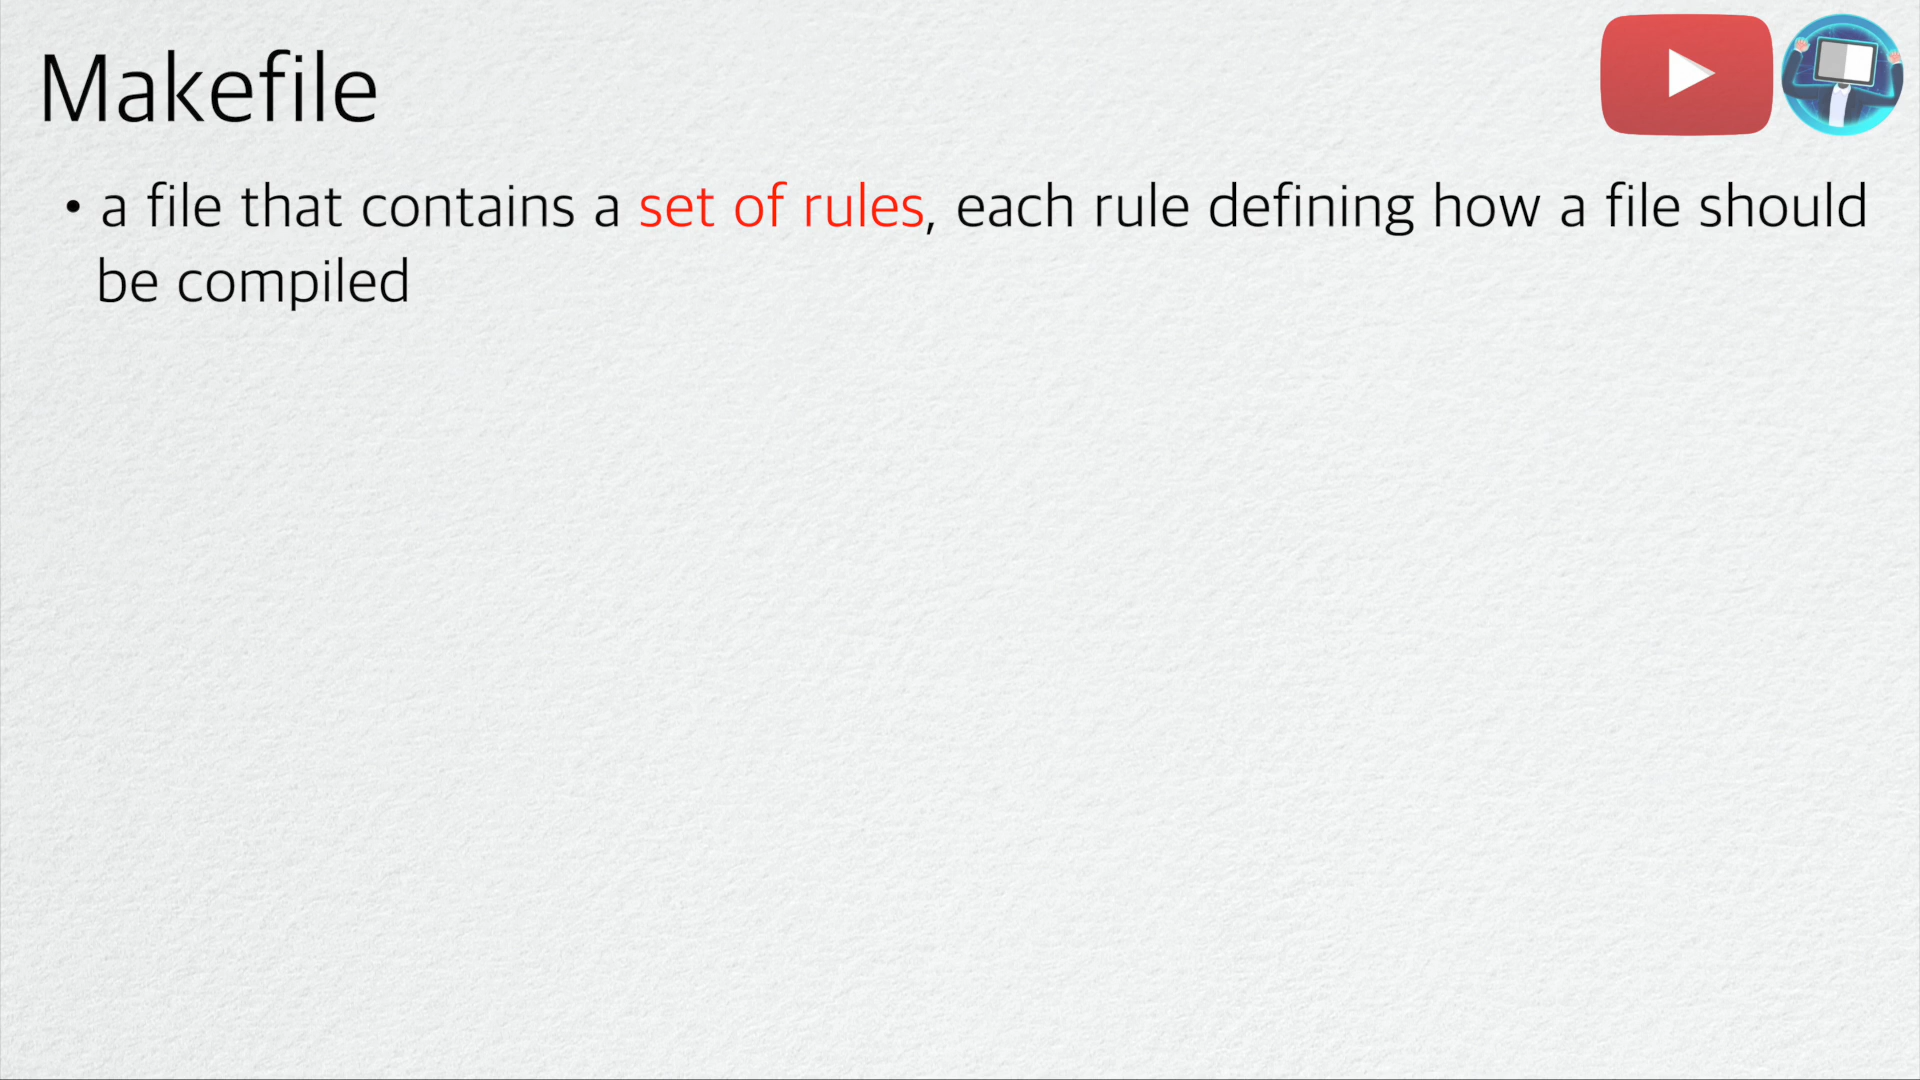 Makefile
• a file that contains a set of rules, each rule defining how a file should
be compiled